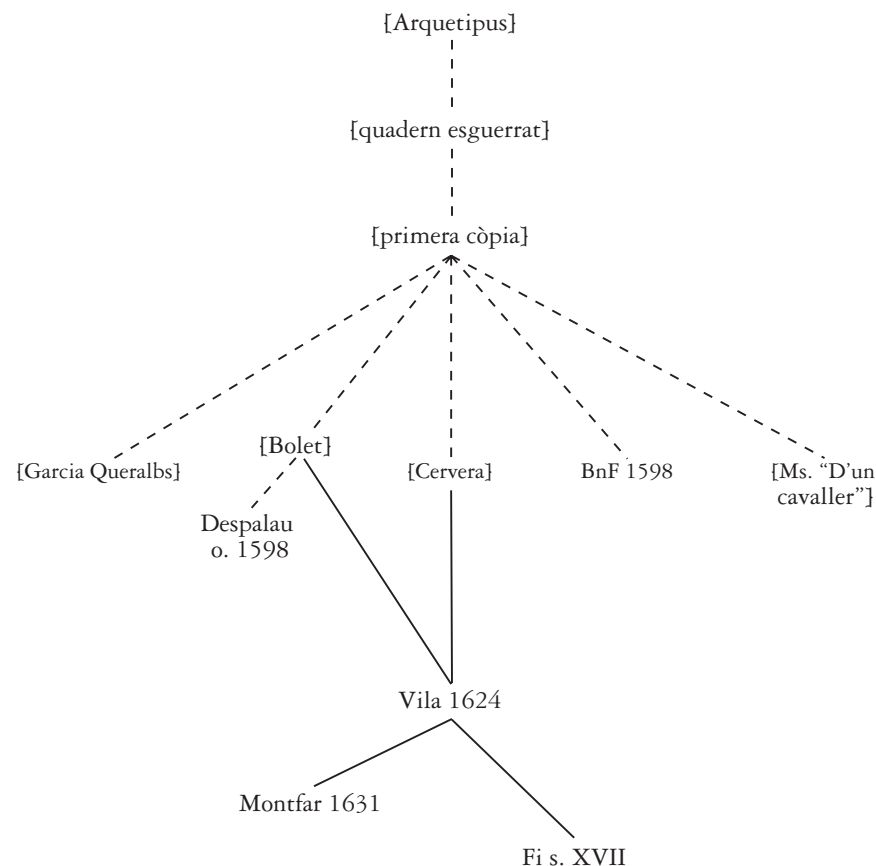 {Arquetipus}
{quadern esguerrat}
{primera còpia}
{Garcia Queralbs}
{Bolet}
{Cervera}
BnF 1598
{Ms. “D’un
cavaller”}
Despalau
o. 1598
Vila 1624
Montfar 1631
Fi s. XVII